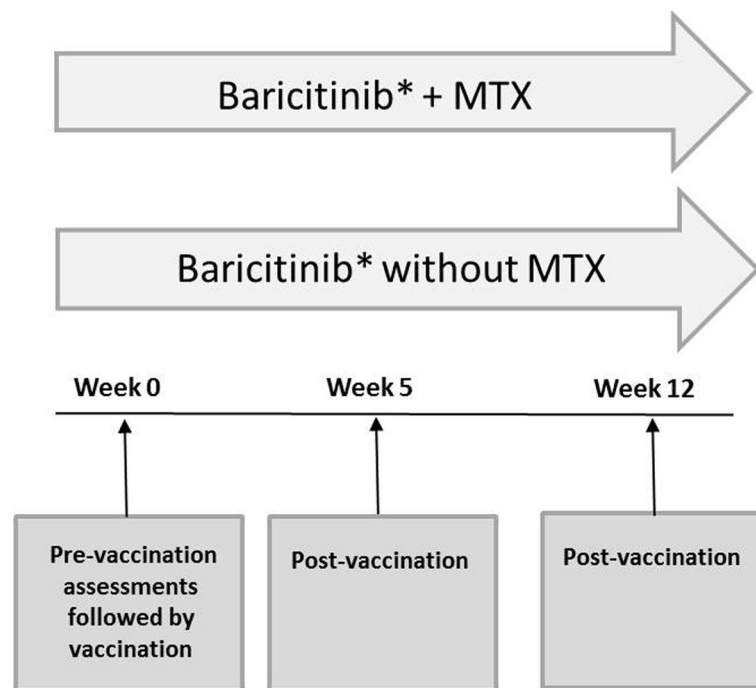 Baricitinib* + MTX
Baricitinib* without MTX
Week 0
Week 5
Week 12
Pre-vaccination
assessments
followed by
vaccination
Post-vaccination
Post-vaccination